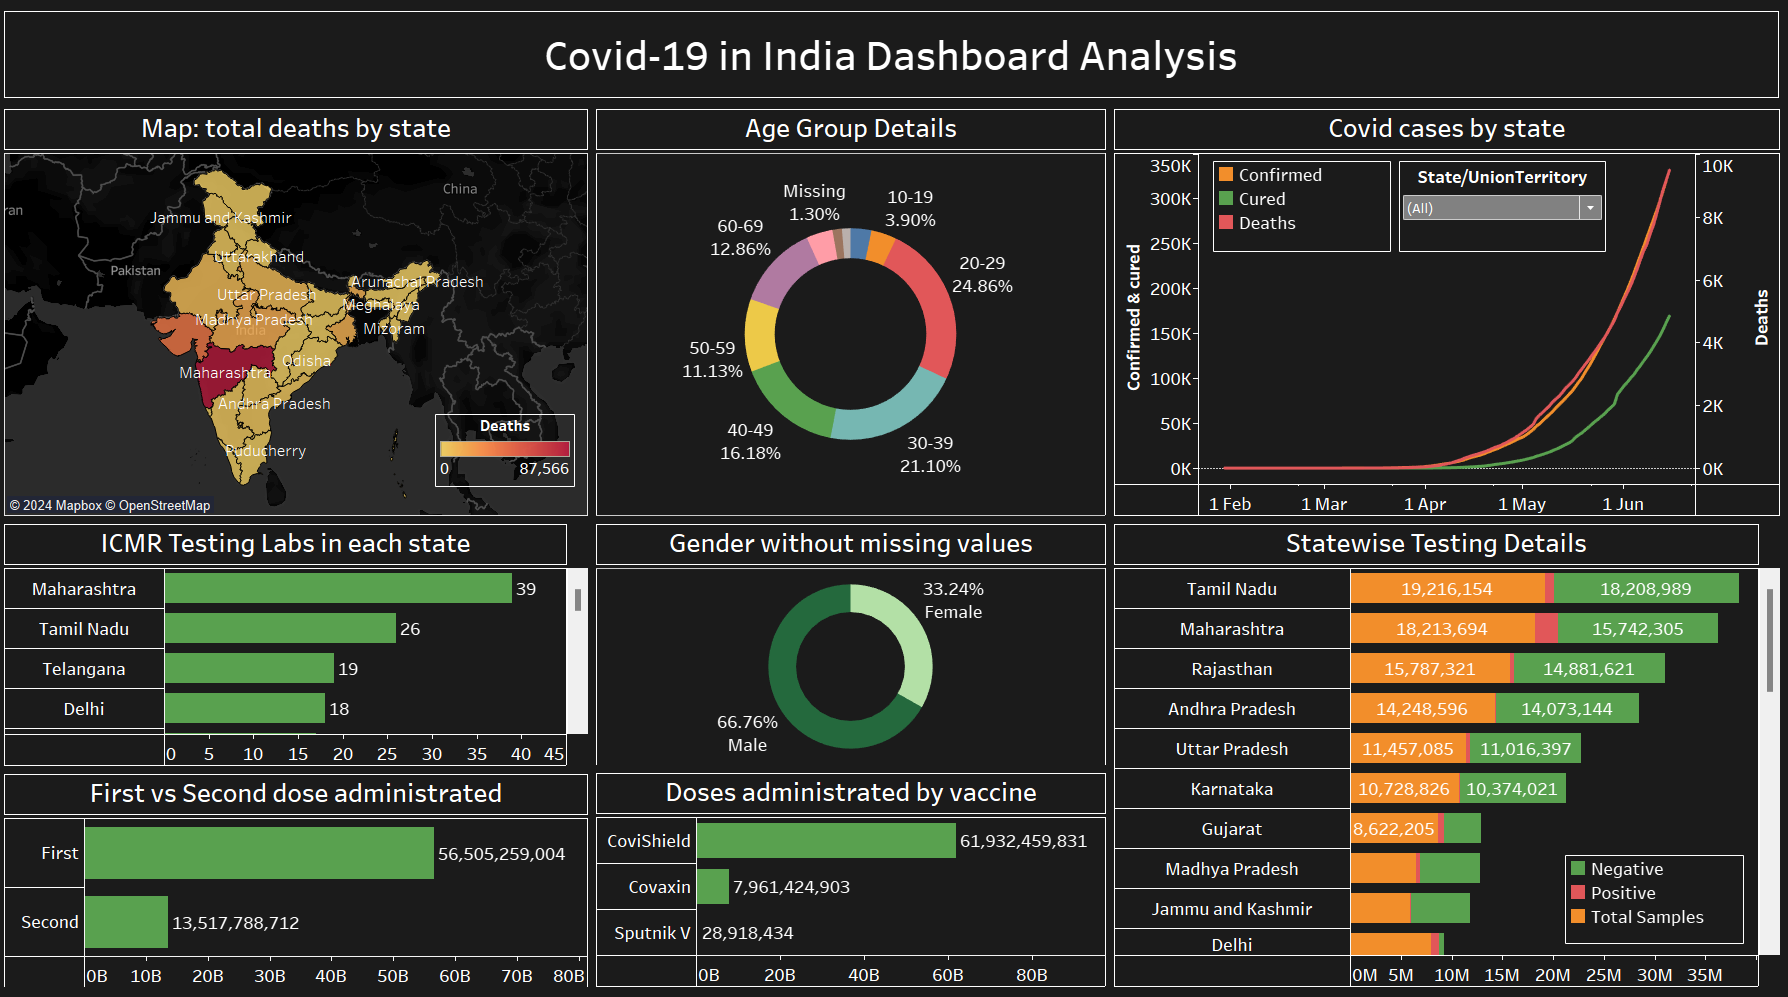 Covid-19 in India Dashboard Analysis
Map: total deaths by state
China
Jammu and Kashmir
Uttarakhand
Pakistan
Arunachal Pradesh
Uttar Pradesh
Meghalaya
Madhya Pradesh
India
Mizoram
Odisha
Maharashtra
Andhra Pradesh
Puducherry
Deaths
0 87,566
© 2024 Mapbox © OpenStreetMap
Age Group Details
Missing
1.30%
10-19
3.90%
60-69
12.86%
20-29
24.86%
50-59
11.13%
40-49
16.18%
30-39
21.10%
Covid cases by state
Confirmed
Cured
Deaths
State/UnionTerritory
(All)
Confirmed & cured
350K
300K
250K
200K
150K
100K
50K
0K
10K
8K
6K
4K
2K
0K
Deaths
1 Feb 1 Mar 1 Apr 1 May 1 Jun
ICMR Testing Labs in each state
Maharashtra 39
Tamil Nadu 26
Telangana 19
Delhi 18
0 5 10 15 20 25 30 35 40 45
Gender without missing values
33.24%
Female
66.76%
Male
Statewise Testing Details
Tamil Nadu 19,216,154 18,208,989
Maharashtra 18,213,694 15,742,305
Rajasthan 15,787,321 14,881,621
Andhra Pradesh 14,248,596 14,073,144
Uttar Pradesh 11,457,085 11,016,397
Karnataka 10,728,826 10,374,021
Gujarat 8,622,205
Madhya Pradesh
Jammu and Kashmir
Delhi
Negative
Positive
Total Samples
0M 5M 10M 15M 20M 25M 30M 35M
First vs Second dose administrated
First 56,505,259,004
Second 13,517,788,712
0B 10B 20B 30B 40B 50B 60B 70B 80B
Doses administrated by vaccine
CoviShield 61,932,459,831
Covaxin 7,961,424,903
Sputnik V 28,918,434
0B 20B 40B 60B 80B